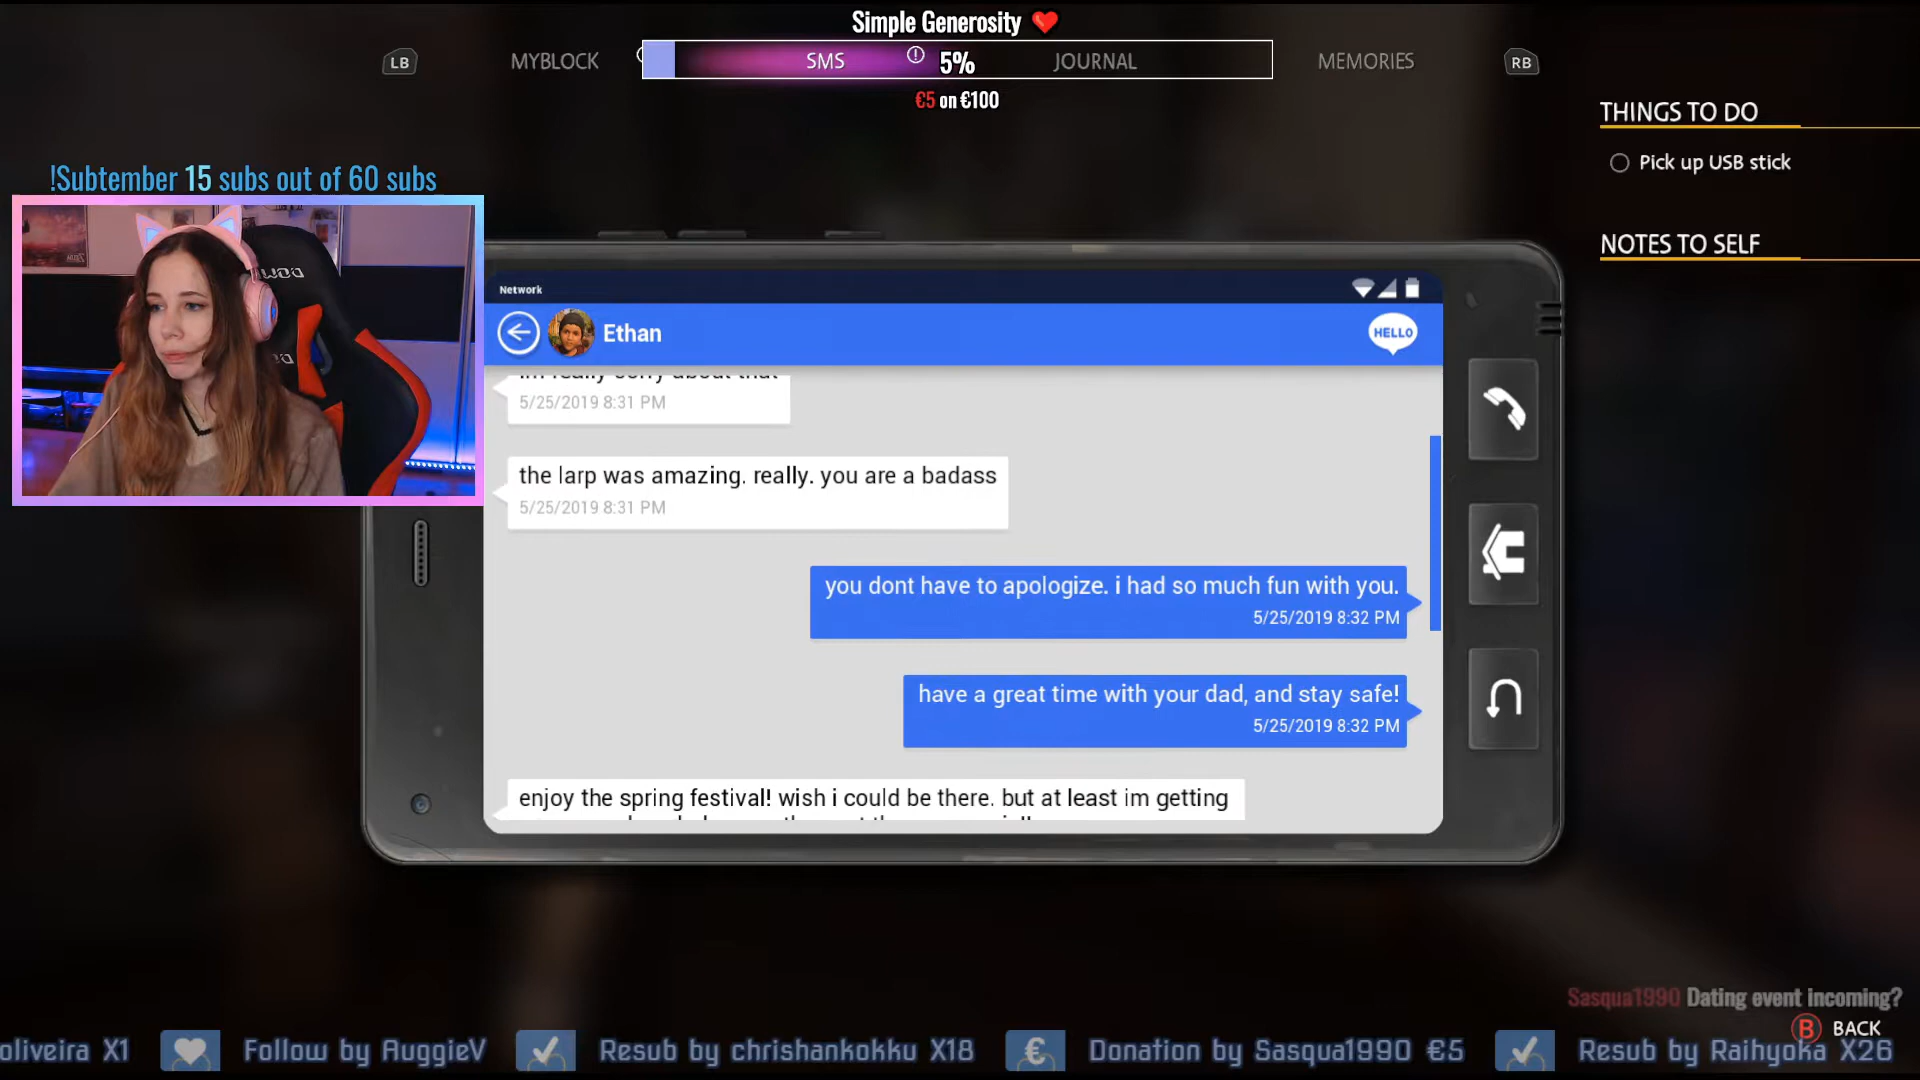 Simple Generosity
LB
MYBLOCK
SMS
5%
JOURNAL
MEMORIES
RB
€5 on €100
THINGS TO DO
Pick up USB stick
NOTES TO SELF
!Subtember 15 subs out of 60 subs
Network
Ethan
HELLO
im really sorry about that
5/25/2019 8:31 PM
the larp was amazing. really. you are a badass
5/25/2019 8:31 PM
you dont have to apologize. i had so much fun with you.
5/25/2019 8:32 PM
have a great time with your dad, and stay safe!
5/25/2019 8:32 PM
enjoy the spring festival! wish i could be there. but at least im getting
Sasqua1990 Dating event incoming?
B BACK
oliveira X1
Follow by AuggieV
Resub by chrishankokku X18
€
Donation by Sasqua1990 €5
Resub by Raihyoka X26